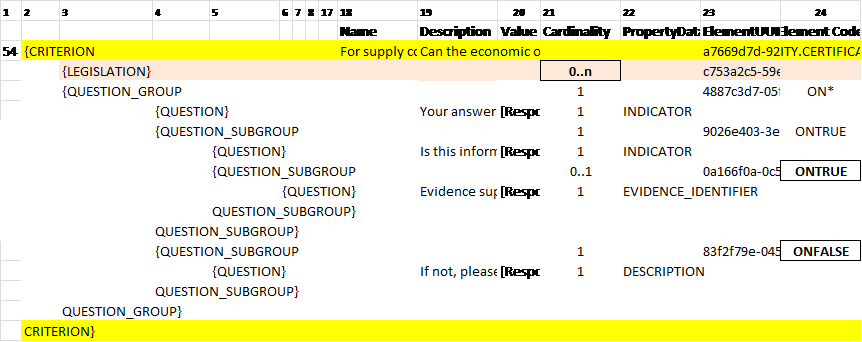 1 2 3 4 5 6 7 8 17 18 19 20 21 22 23 24
Name Description Value Cardinality PropertyDat ElementUU Element Code
54 {CRITERION For supply co Can the economic o a7669d7d-92 ITY.CERTIFICA
{LEGISLATION} 0..n c753a2c5-59e
{QUESTION_GROUP 1 4887c3d7-05f ON*
{QUESTION} Your answer [Respo 1 INDICATOR
{QUESTION_SUBGROUP 1 9026e403-3e ONTRUE
{QUESTION} Is this inform [Respo 1 INDICATOR
{QUESTION_SUBGROUP 0..1 0a166f0a-0c5 ONTRUE
{QUESTION} Evidence sup [Respo 1 EVIDENCE_IDENTIFIER
QUESTION_SUBGROUP}
QUESTION_SUBGROUP}
{QUESTION_SUBGROUP 1 83f2f79e-045 ONFALSE
{QUESTION} If not, please [Respo 1 DESCRIPTION
QUESTION_SUBGROUP}
QUESTION_GROUP}
CRITERION}